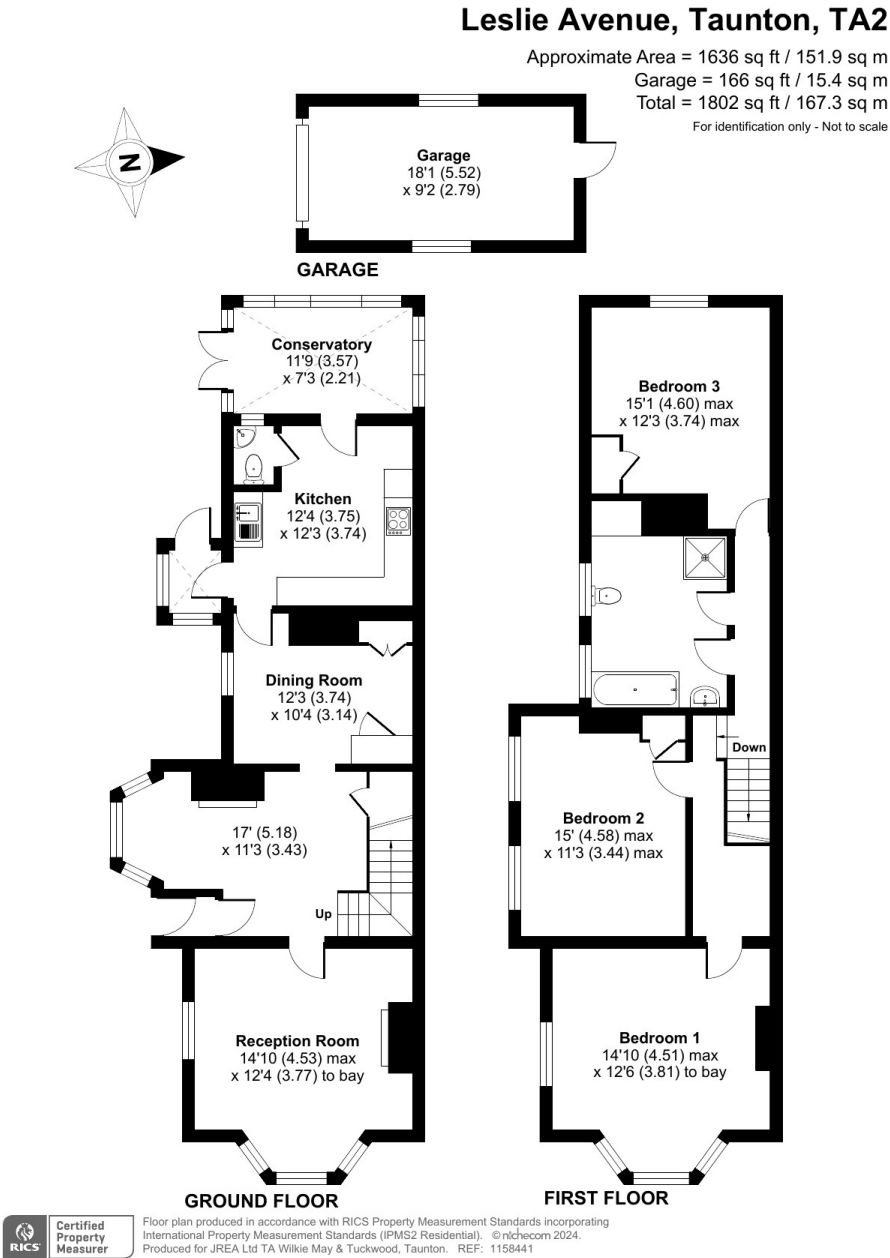 Leslie Avenue, Taunton, TA2
Approximate Area = 1636 sq ft / 151.9 sq m
Garage = 166 sq ft / 15.4 sq m
Total = 1802 sq ft / 167.3 sq m
For identification only - Not to scale
N
Garage
18'1 (5.52)
x 9'2 (2.79)
GARAGE
Conservatory
11'9 (3.57)
x 7'3 (2.21)
Kitchen
12'4 (3.75)
x 12'3 (3.74)
Dining Room
12'3 (3.74)
x 10'4 (3.14)
17' (5.18)
x 11'3 (3.43)
Up
Reception Room
14'10 (4.53) max
x 12'4 (3.77) to bay
GROUND FLOOR
Bedroom 3
15'1 (4.60) max
x 12'3 (3.74) max
Down
Bedroom 2
15' (4.58) max
x 11'3 (3.44) max
Bedroom 1
14'10 (4.51) max
x 12'6 (3.81) to bay
FIRST FLOOR
RICS
Certified
Property
Measurer
Floor plan produced in accordance with RICS Property Measurement Standards incorporating
International Property Measurement Standards (IPMS2 Residential). © nichecom 2024.
Produced for JREA Ltd TA Wilkie May & Tuckwood, Taunton. REF: 1158441